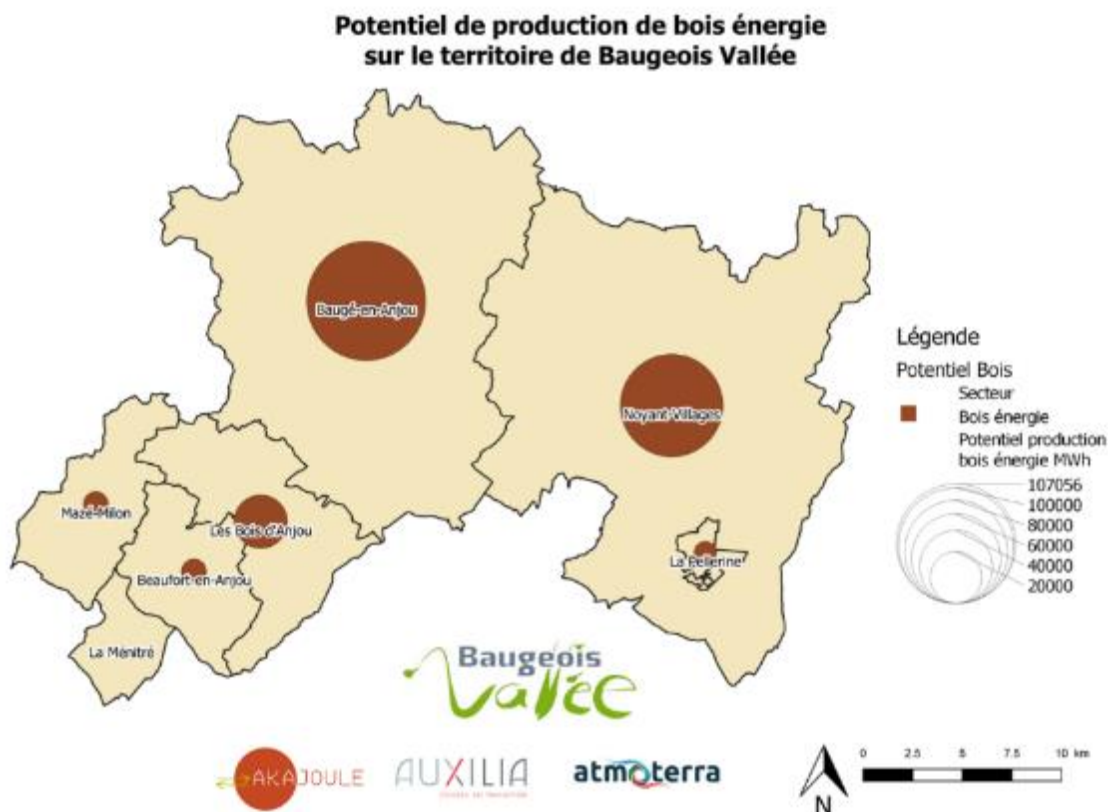 Potentiel de production de bois énergie
sur le territoire de Baugeois Vallée
Baugé-en-Anjou
Noyant-Villages
Mazé-Milon
Les Bois d'Anjou
Beaufort-en-Anjou
La Pellerine
La Ménitré
Légende
Potentiel Bois
Secteur
Bois énergie
Potentiel production
bois énergie MWh
107056
100000
80000
60000
40000
20000
Baugeois
Vallée
AKAJOULE
AUXILIA
atmoterra
N
0 2.5 5 7.5 10 km